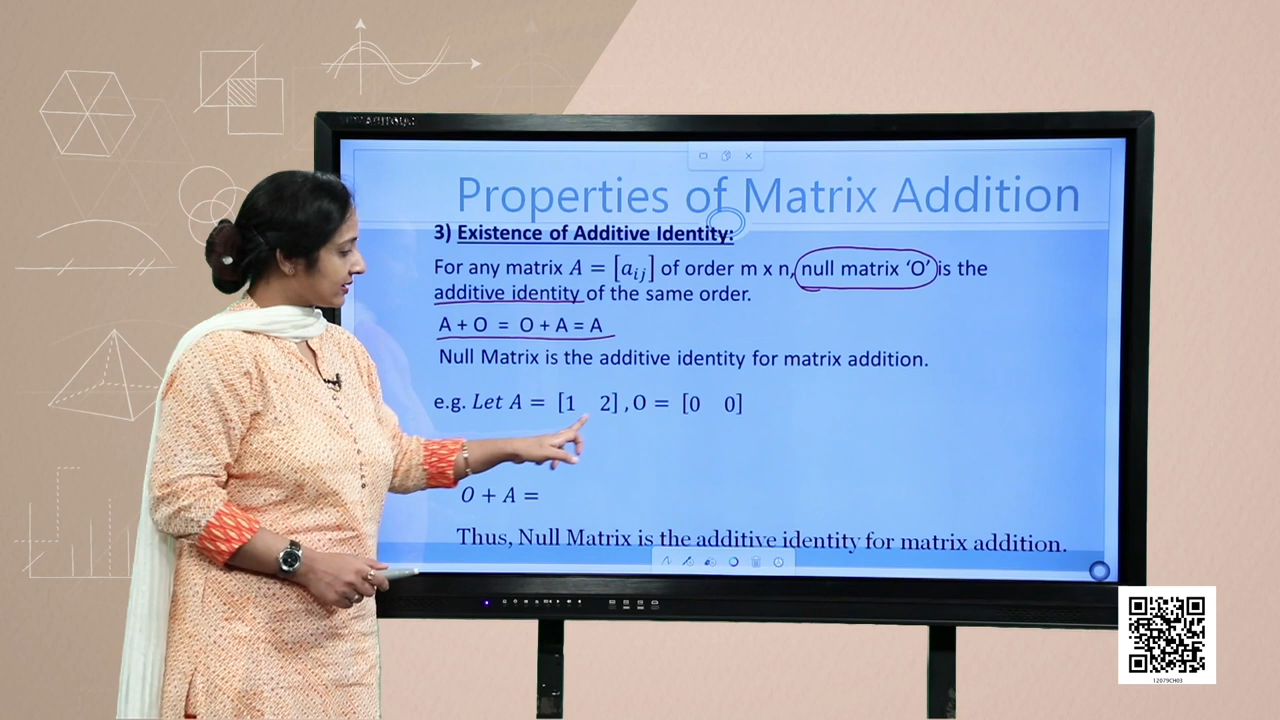 Properties of Matrix Addition
3) Existence of Additive Identity:
For any matrix A = [aᵢⱼ] of order m x n, null matrix ‘O’ is the
additive identity of the same order.
A + O = O + A = A
Null Matrix is the additive identity for matrix addition.
e.g. Let A = [1 2] , O = [0 0]
O + A =
Thus, Null Matrix is the additive identity for matrix addition.
12079CH03